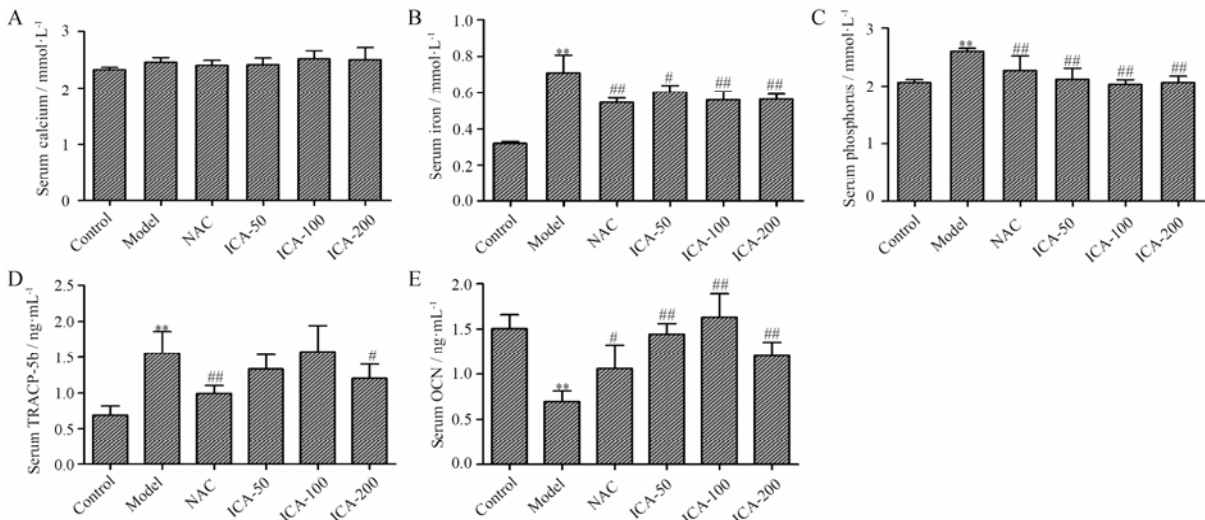 A
Serum calcium / mmol·L⁻¹
3
2
1
0
Control
Model
NAC
ICA-50
ICA-100
ICA-200
B
Serum iron / mmol·L⁻¹
1.0
0.8
0.6
0.4
0.2
0.0
**
##
#
##
##
Control
Model
NAC
ICA-50
ICA-100
ICA-200
C
Serum phosphorus / mmol·L⁻¹
3
2
1
0
**
##
##
##
##
Control
Model
NAC
ICA-50
ICA-100
ICA-200
D
Serum TRACP-5b / ng·mL⁻¹
2.5
2.0
1.5
1.0
0.5
0.0
**
##
#
Control
Model
NAC
ICA-50
ICA-100
ICA-200
E
Serum OCN / ng·mL⁻¹
2.0
1.5
1.0
0.5
0.0
**
#
##
##
##
Control
Model
NAC
ICA-50
ICA-100
ICA-200